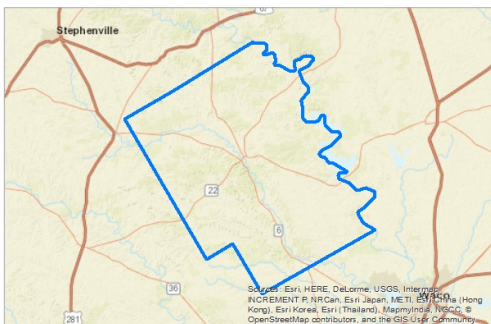 67
Stephenville
22
6
36
281
Waco
Sources: Esri, HERE, DeLorme, USGS, Intermap,
INCREMENT P, NRCan, Esri Japan, METI, Esri China (Hong
Kong), Esri Korea, Esri (Thailand), MapmyIndia, NGCC, ©
OpenStreetMap contributors, and the GIS User Community